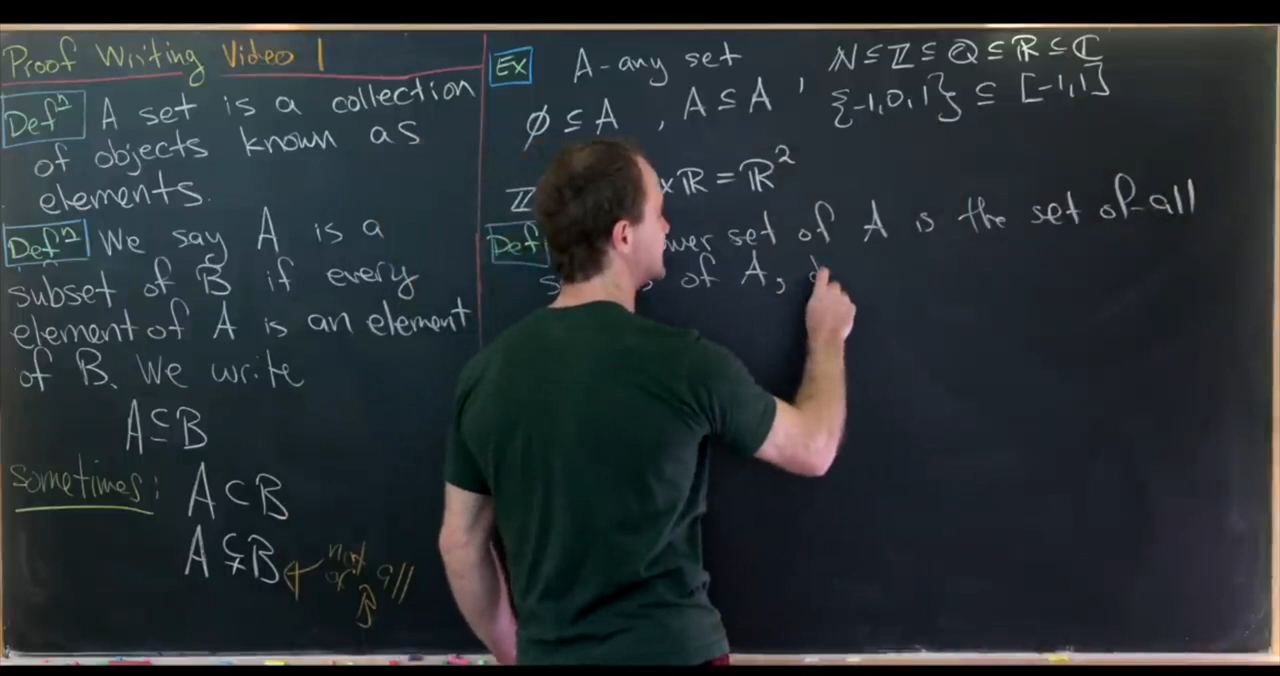 Proof Writing Video 1
Defⁿ A set is a collection
of objects known as
elements.
Defⁿ We say A is a
subset of B if every
element of A is an element
of B. We write
A ⊆ B
sometimes: A ⊂ B
A ⊊ B
not all
of B
Ex A - any set
∅ ⊆ A , A ⊆ A ,
ℕ ⊆ ℤ ⊆ ℚ ⊆ ℝ ⊆ ℂ
{-1,0,1} ⊆ [-1,1]
ℤ ×ℝ = ℝ²
Def wer set of A is the set of all
s of A,